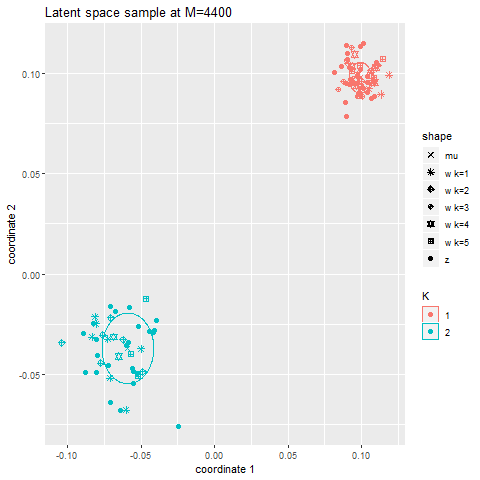 Latent space sample at M=4400
0.10
0.05
0.00
-0.05
coordinate 2
-0.10
-0.05
0.00
0.05
0.10
coordinate 1
shape
mu
w k=1
w k=2
w k=3
w k=4
w k=5
z
K
1
2